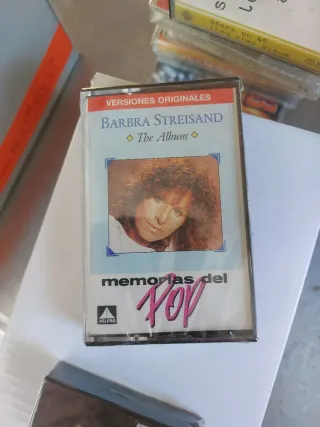 VERSIONES ORIGINALES
BARBRA STREISAND
The Album
memorias del
POP